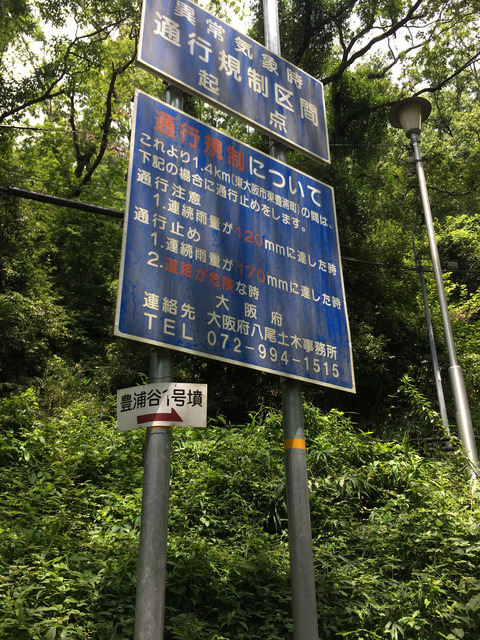 異常気象時
通行規制区間
起点
通行規制について
これより1.4km(東大阪市東豊浦町)の間は、
下記の場合に通行止めをします。
通行注意
1.連続雨量が120mmに達した時
通行止め
1.連続雨量が170mmに達した時
2.道路が危険な時
大阪府
連絡先 大阪府八尾土木事務所
TEL 072-994-1515
豊浦谷1号墳